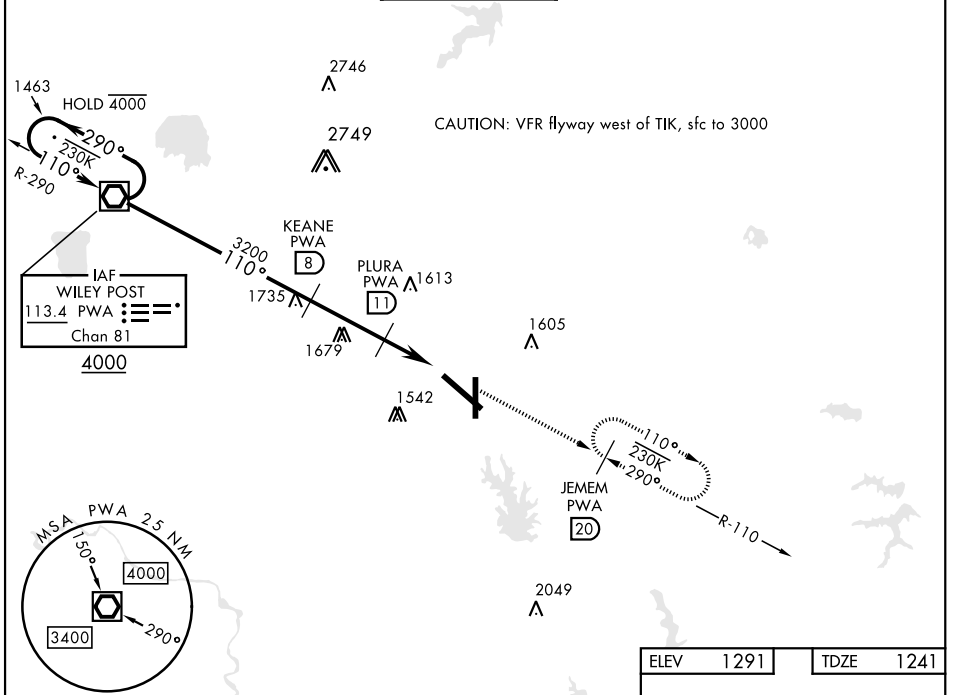 2746
1463
HOLD 4000
2749
CAUTION: VFR flyway west of TIK, sfc to 3000
290°
230K
110°
R-290
KEANE
PWA
8
3200
110°
PLURA
PWA
11
1613
1735
1679
IAF
WILEY POST
113.4 PWA
Chan 81
4000
1605
1542
110°
230K
290°
JEMEM
PWA
20
R-110
MSA PWA 25 NM
150°
4000
3400
290°
2049
ELEV 1291
TDZE 1241